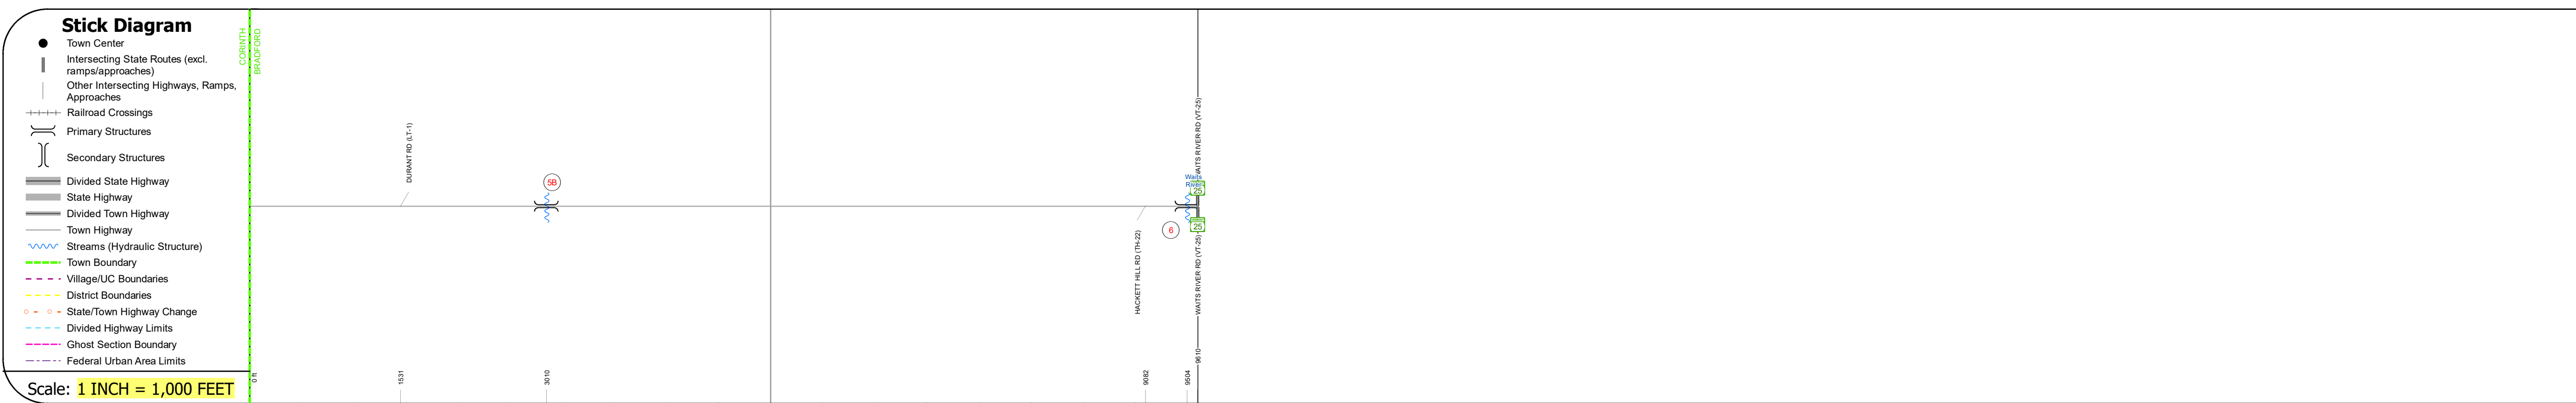 Stick Diagram
Town Center
Intersecting State Routes (excl.
ramps/approaches)
Other Intersecting Highways, Ramps,
Approaches
Railroad Crossings
Primary Structures
Secondary Structures
Divided State Highway
State Highway
Divided Town Highway
Town Highway
Streams (Hydraulic Structure)
Town Boundary
Village/UC Boundaries
District Boundaries
State/Town Highway Change
Divided Highway Limits
Ghost Section Boundary
Federal Urban Area Limits
Scale: 1 INCH = 1,000 FEET
CORINTH
BRADFORD
DURANT RD (LT-1)
5B
HACKETT HILL RD (TH-22)
6
Waits
River
WAITS RIVER RD (VT-25)
25
25
WAITS RIVER RD (VT-25)
0 ft
1531
3010
9082
9504
9610